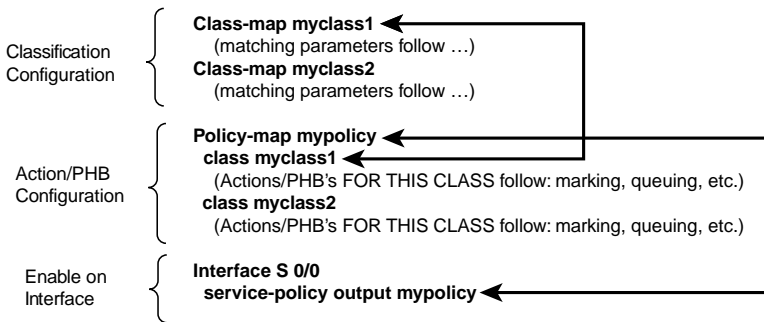 Classification
Configuration
Class-map myclass1
(matching parameters follow …)
Class-map myclass2
(matching parameters follow …)
Action/PHB
Configuration
Policy-map mypolicy
class myclass1
(Actions/PHB's FOR THIS CLASS follow: marking, queuing, etc.)
class myclass2
(Actions/PHB's FOR THIS CLASS follow: marking, queuing, etc.)
Enable on
Interface
Interface S 0/0
service-policy output mypolicy